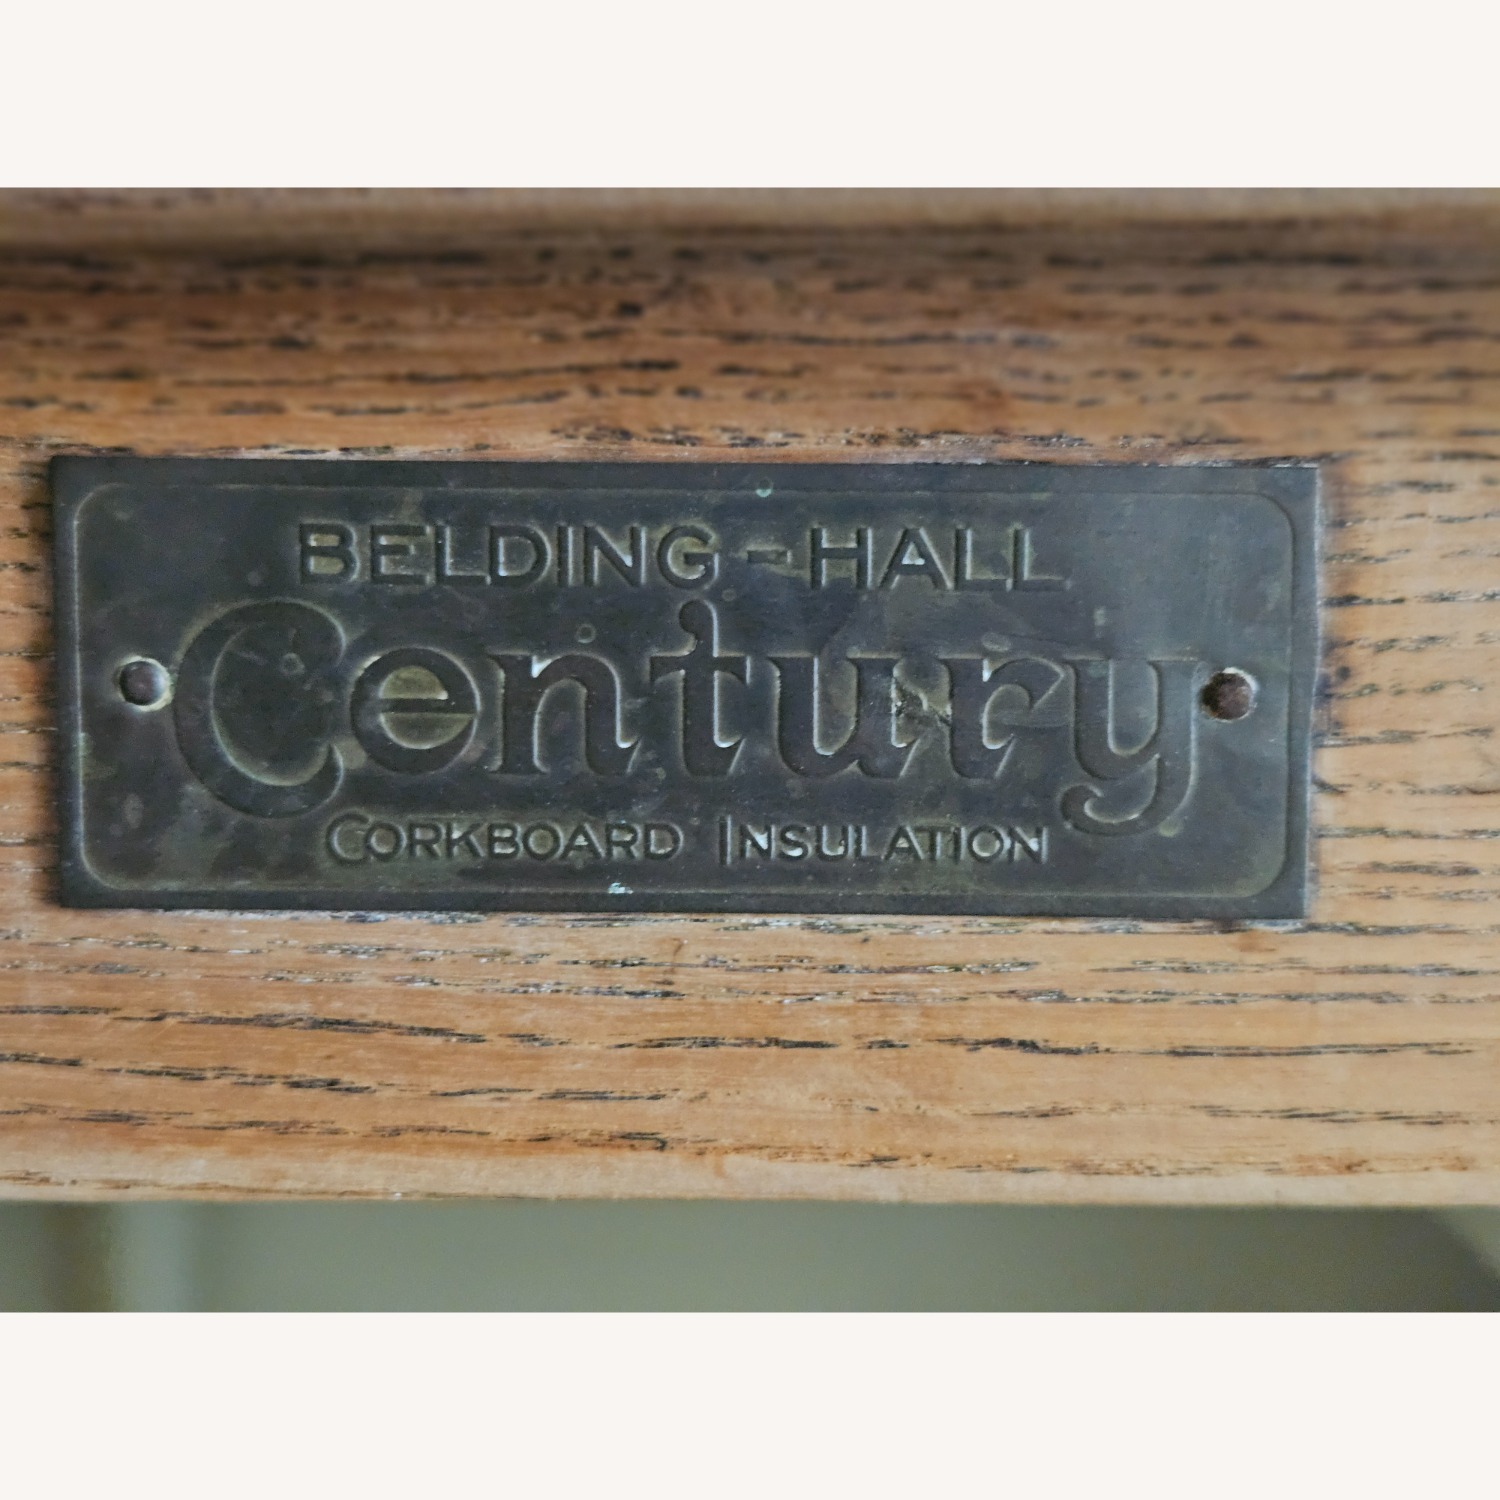 BELDING-HALL
Century
CORKBOARD INSULATION